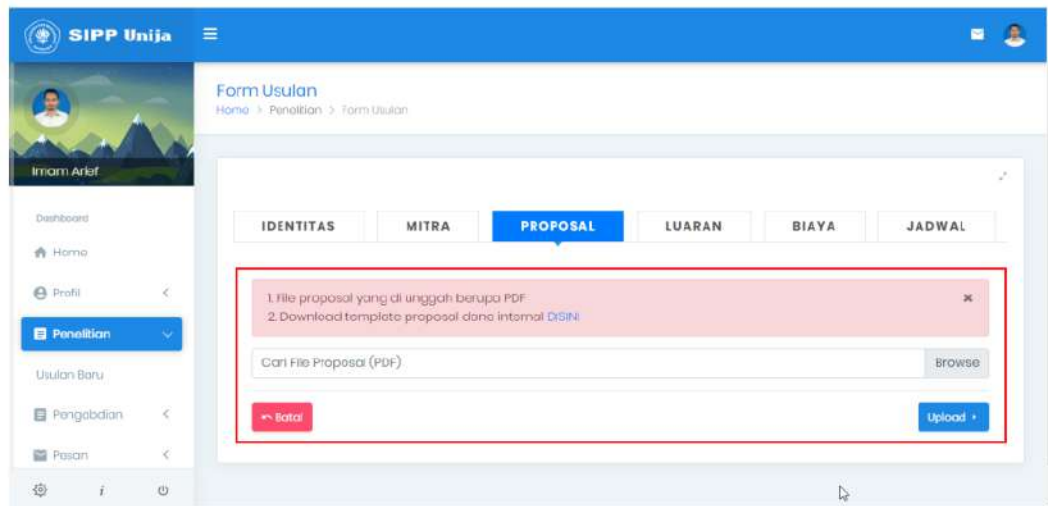 SIPP Unija
Form Usulan
Home > Penelitian > Form Usulan
Imam Arief
Dashboard
Home
Profil
Penelitian
Usulan Baru
Pengabdian
Pesan
IDENTITAS
MITRA
PROPOSAL
LUARAN
BIAYA
JADWAL
1. File proposal yang di unggah berupa PDF
2. Download template proposal dana internal DISINI
Cari File Proposal (PDF)
Browse
Batal
Upload